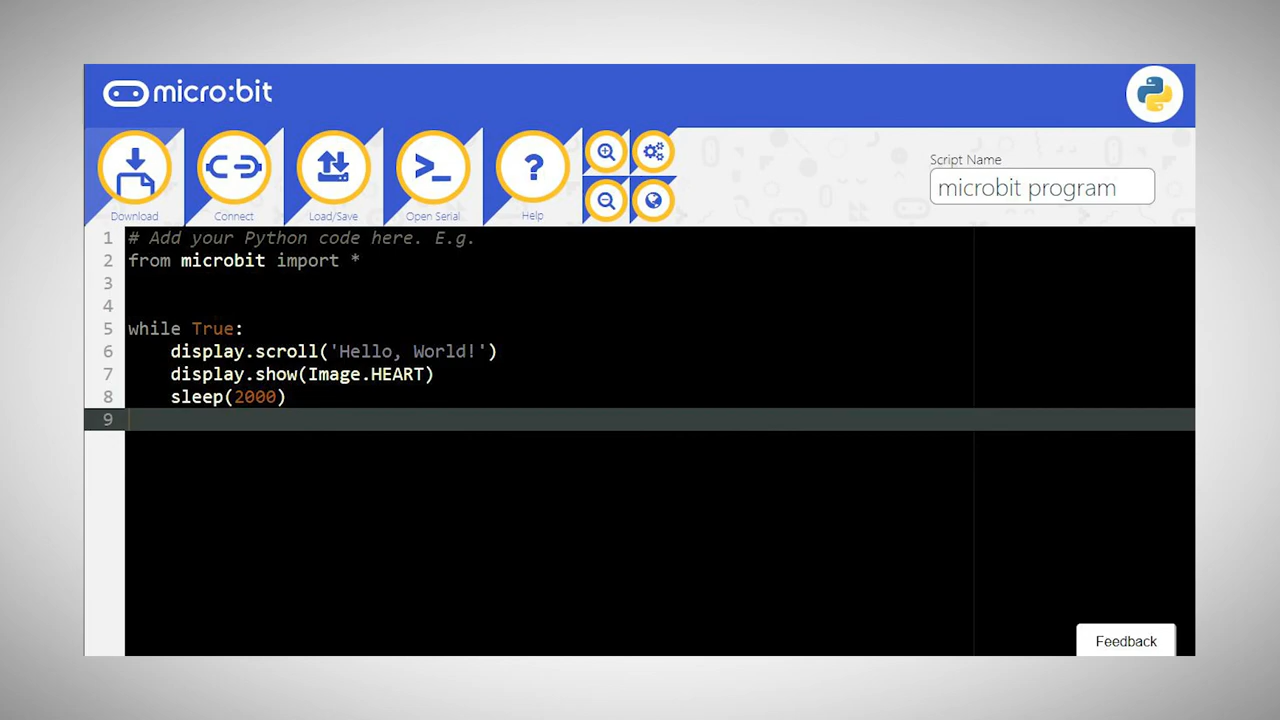 micro:bit
Download
Connect
Load/Save
>_
Open Serial
?
Help
Script Name
microbit program
1 # Add your Python code here. E.g.
2 from microbit import *
3
4
5 while True:
6 display.scroll('Hello, World!')
7 display.show(Image.HEART)
8 sleep(2000)
9
Feedback